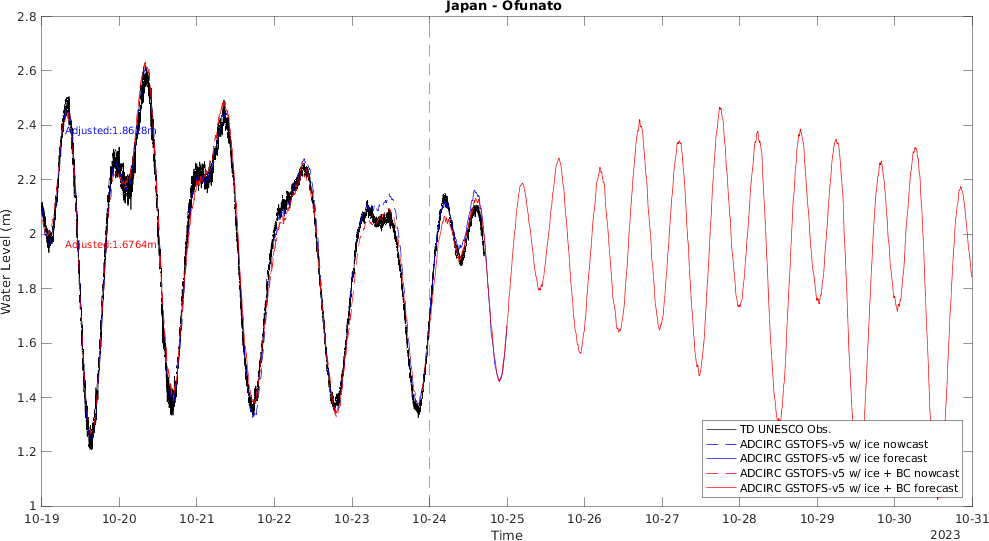 Japan - Ofunato
2.8
2.6
2.4
2.2
2
1.8
1.6
1.4
1.2
1
Water Level (m)
Adjusted:1.8628m
Adjusted:1.6764m
TD UNESCO Obs.
ADCIRC GSTOFS-v5 w/ ice nowcast
ADCIRC GSTOFS-v5 w/ ice forecast
ADCIRC GSTOFS-v5 w/ ice + BC nowcast
ADCIRC GSTOFS-v5 w/ ice + BC forecast
10-19 10-20 10-21 10-22 10-23 10-24 10-25 10-26 10-27 10-28 10-29 10-30 10-31
Time
2023